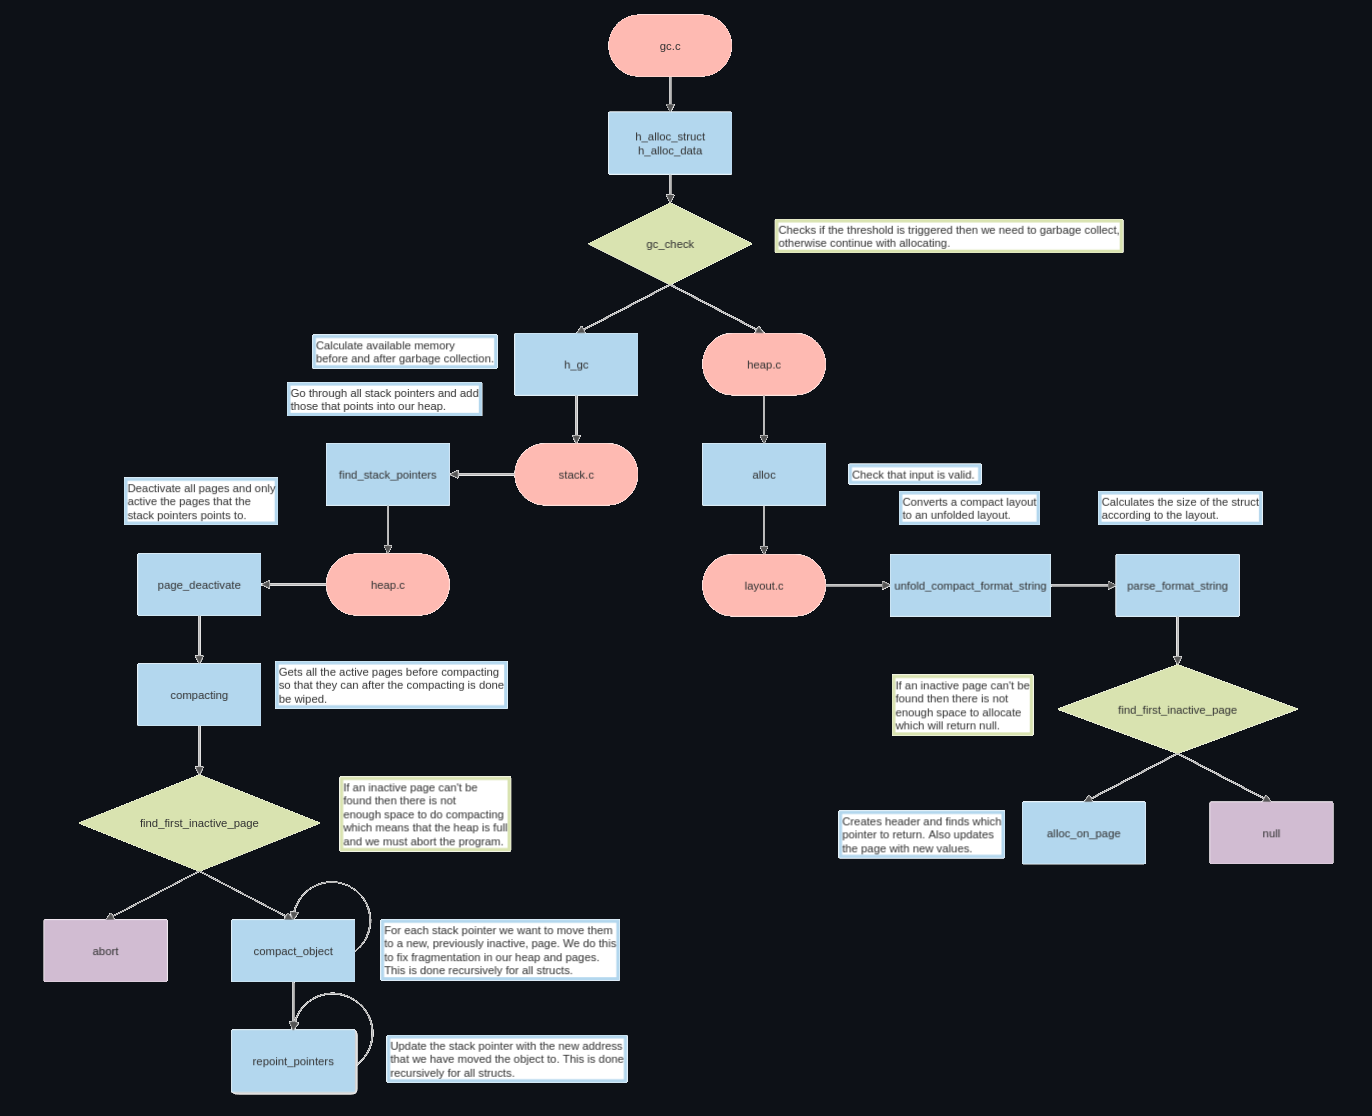 gc.c
h_alloc_struct
h_alloc_data
gc_check
Checks if the threshold is triggered then we need to garbage collect,
otherwise continue with allocating.
Calculate available memory
before and after garbage collection.
h_gc
heap.c
Go through all stack pointers and add
those that points into our heap.
find_stack_pointers
stack.c
alloc
Check that input is valid.
Deactivate all pages and only
active the pages that the
stack pointers points to.
Converts a compact layout
to an unfolded layout.
Calculates the size of the struct
according to the layout.
page_deactivate
heap.c
layout.c
unfold_compact_format_string
parse_format_string
compacting
Gets all the active pages before compacting
so that they can after the compacting is done
be wiped.
If an inactive page can't be
found then there is not
enough space to allocate
which will return null.
find_first_inactive_page
find_first_inactive_page
If an inactive page can't be
found then there is not
enough space to do compacting
which means that the heap is full
and we must abort the program.
Creates header and finds which
pointer to return. Also updates
the page with new values.
alloc_on_page
null
abort
compact_object
For each stack pointer we want to move them
to a new, previously inactive, page. We do this
to fix fragmentation in our heap and pages.
This is done recursively for all structs.
repoint_pointers
Update the stack pointer with the new address
that we have moved the object to. This is done
recursively for all structs.